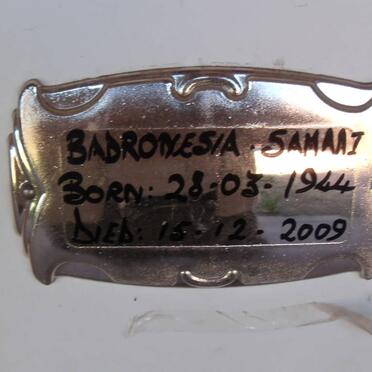 BADRONESIA. SAMAAI
BORN: 28-03-1944
DIED: 15-12-2009